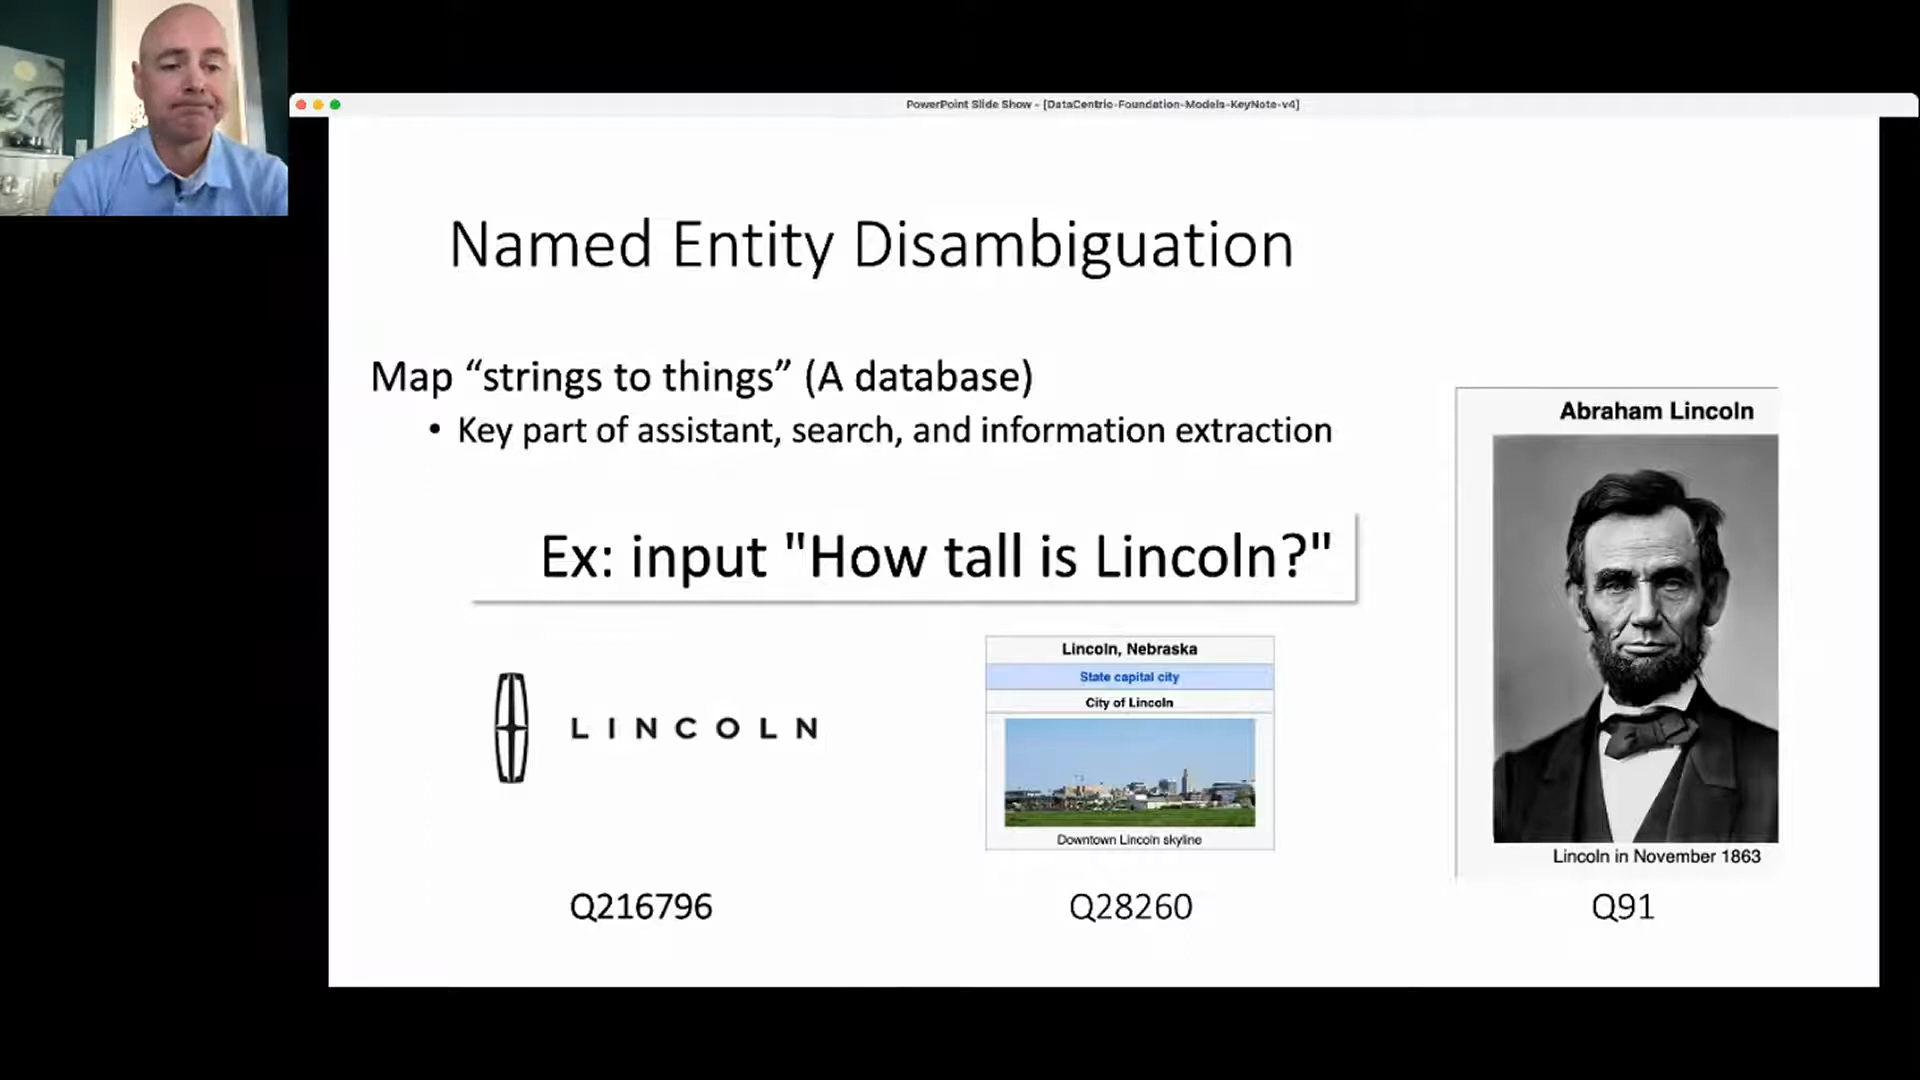 PowerPoint Slide Show - [DataCentric-Foundation-Models-KeyNote-v4]
Named Entity Disambiguation
Map “strings to things” (A database)
• Key part of assistant, search, and information extraction
Ex: input "How tall is Lincoln?"
LINCOLN
Q216796
Lincoln, Nebraska
State capital city
City of Lincoln
Downtown Lincoln skyline
Q28260
Abraham Lincoln
Lincoln in November 1863
Q91